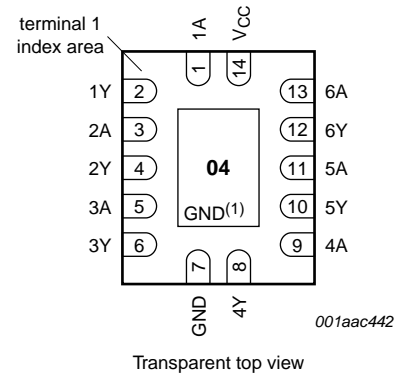 terminal 1
index area
1A
VCC
1
14
1Y 2
13 6A
2A 3
12 6Y
2Y 4
04
11 5A
3A 5
GND(1)
10 5Y
3Y 6
9 4A
7
8
GND
4Y
001aac442
Transparent top view